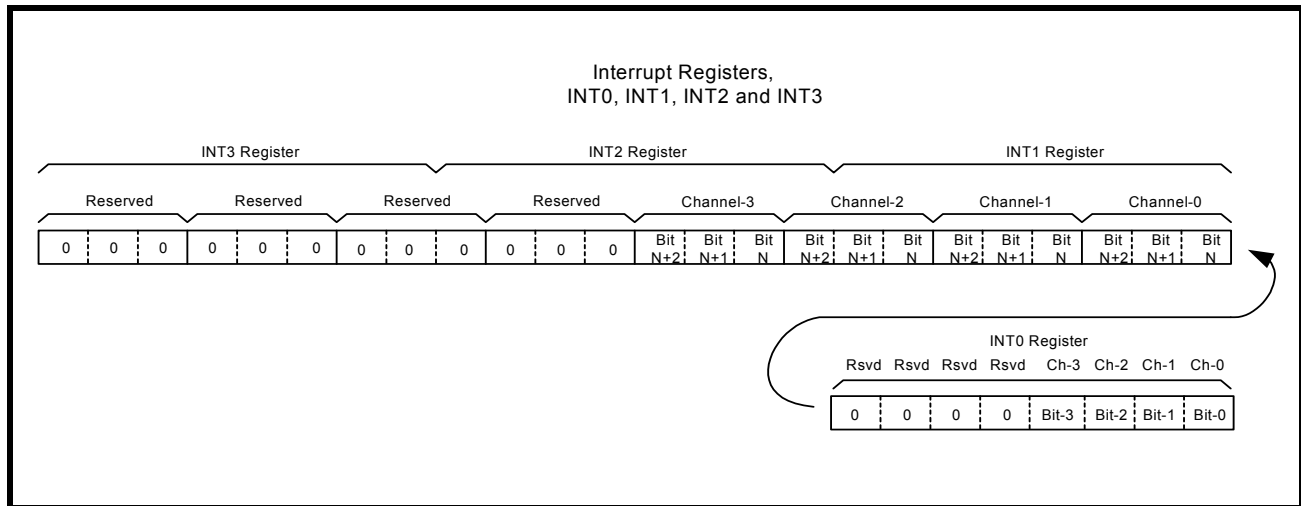 Interrupt Registers,
INT0, INT1, INT2 and INT3
INT3 Register INT2 Register INT1 Register
Reserved Reserved Reserved Reserved Channel-3 Channel-2 Channel-1 Channel-0
0 0 0 0 0 0 0 0 0 0 0 0 Bit Bit Bit Bit Bit Bit Bit Bit Bit Bit Bit Bit
N+2 N+1 N N+2 N+1 N N+2 N+1 N N+2 N+1 N
INT0 Register
Rsvd Rsvd Rsvd Rsvd Ch-3 Ch-2 Ch-1 Ch-0
0 0 0 0 Bit-3 Bit-2 Bit-1 Bit-0